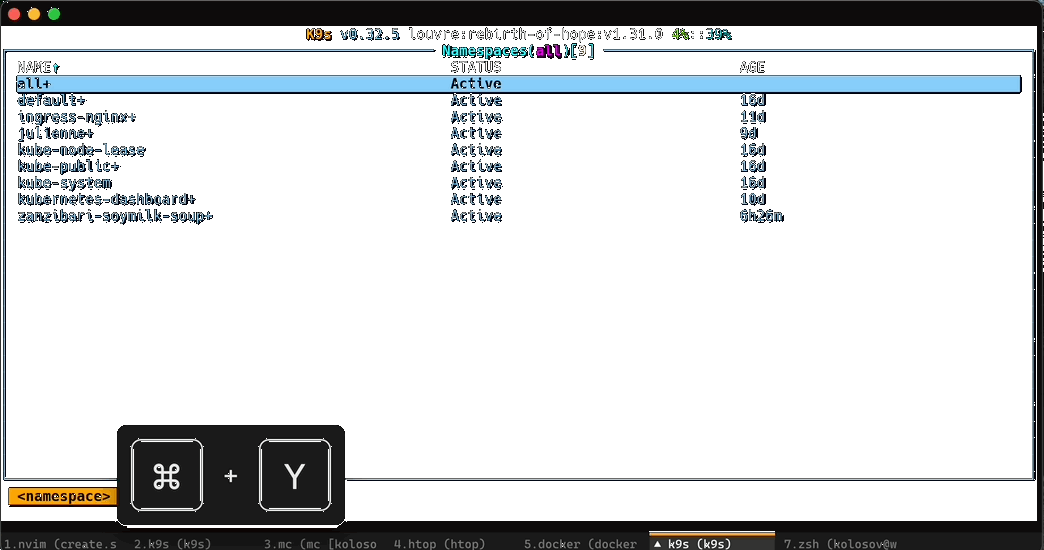 K9s v0.32.5 louvre:rebirth-of-hope:v1.31.0 4%::39%
Namespaces(all)[9]
NAME↑ STATUS AGE
all+ Active
default+ Active 16d
ingress-nginx+ Active 11d
julienne+ Active 9d
kube-node-lease Active 16d
kube-public+ Active 16d
kube-system Active 16d
kubernetes-dashboard+ Active 10d
zanzibari-soymilk-soup+ Active 6h26m
⌘ + Y
<namespace>
1.nvim (create.s 2.k9s (k9s) 3.mc (mc [koloso 4.htop (htop) 5.docker (docker ▲ k9s (k9s) 7.zsh (kolosov@w